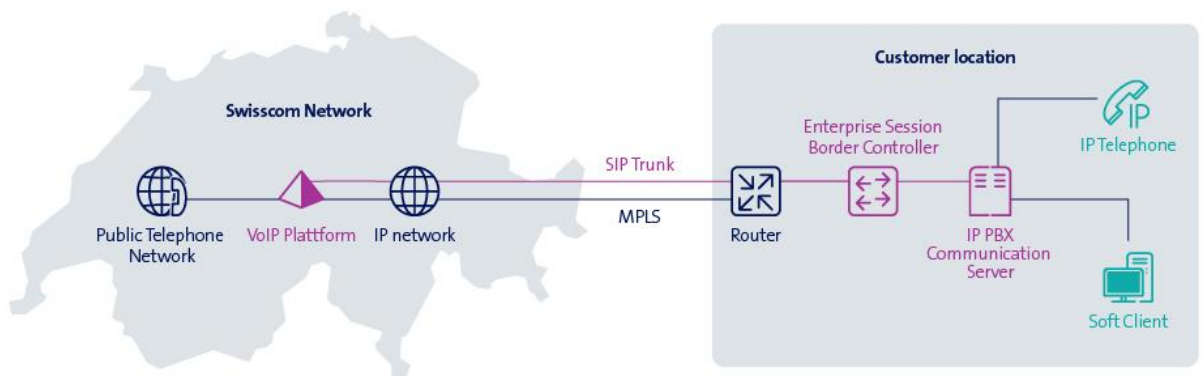 Customer location
Swisscom Network
Enterprise Session
Border Controller
SIP Trunk
IP
IP Telephone
Public Telephone
Network
VoIP Plattform
IP network
MPLS
Router
IP PBX
Communication
Server
Soft Client